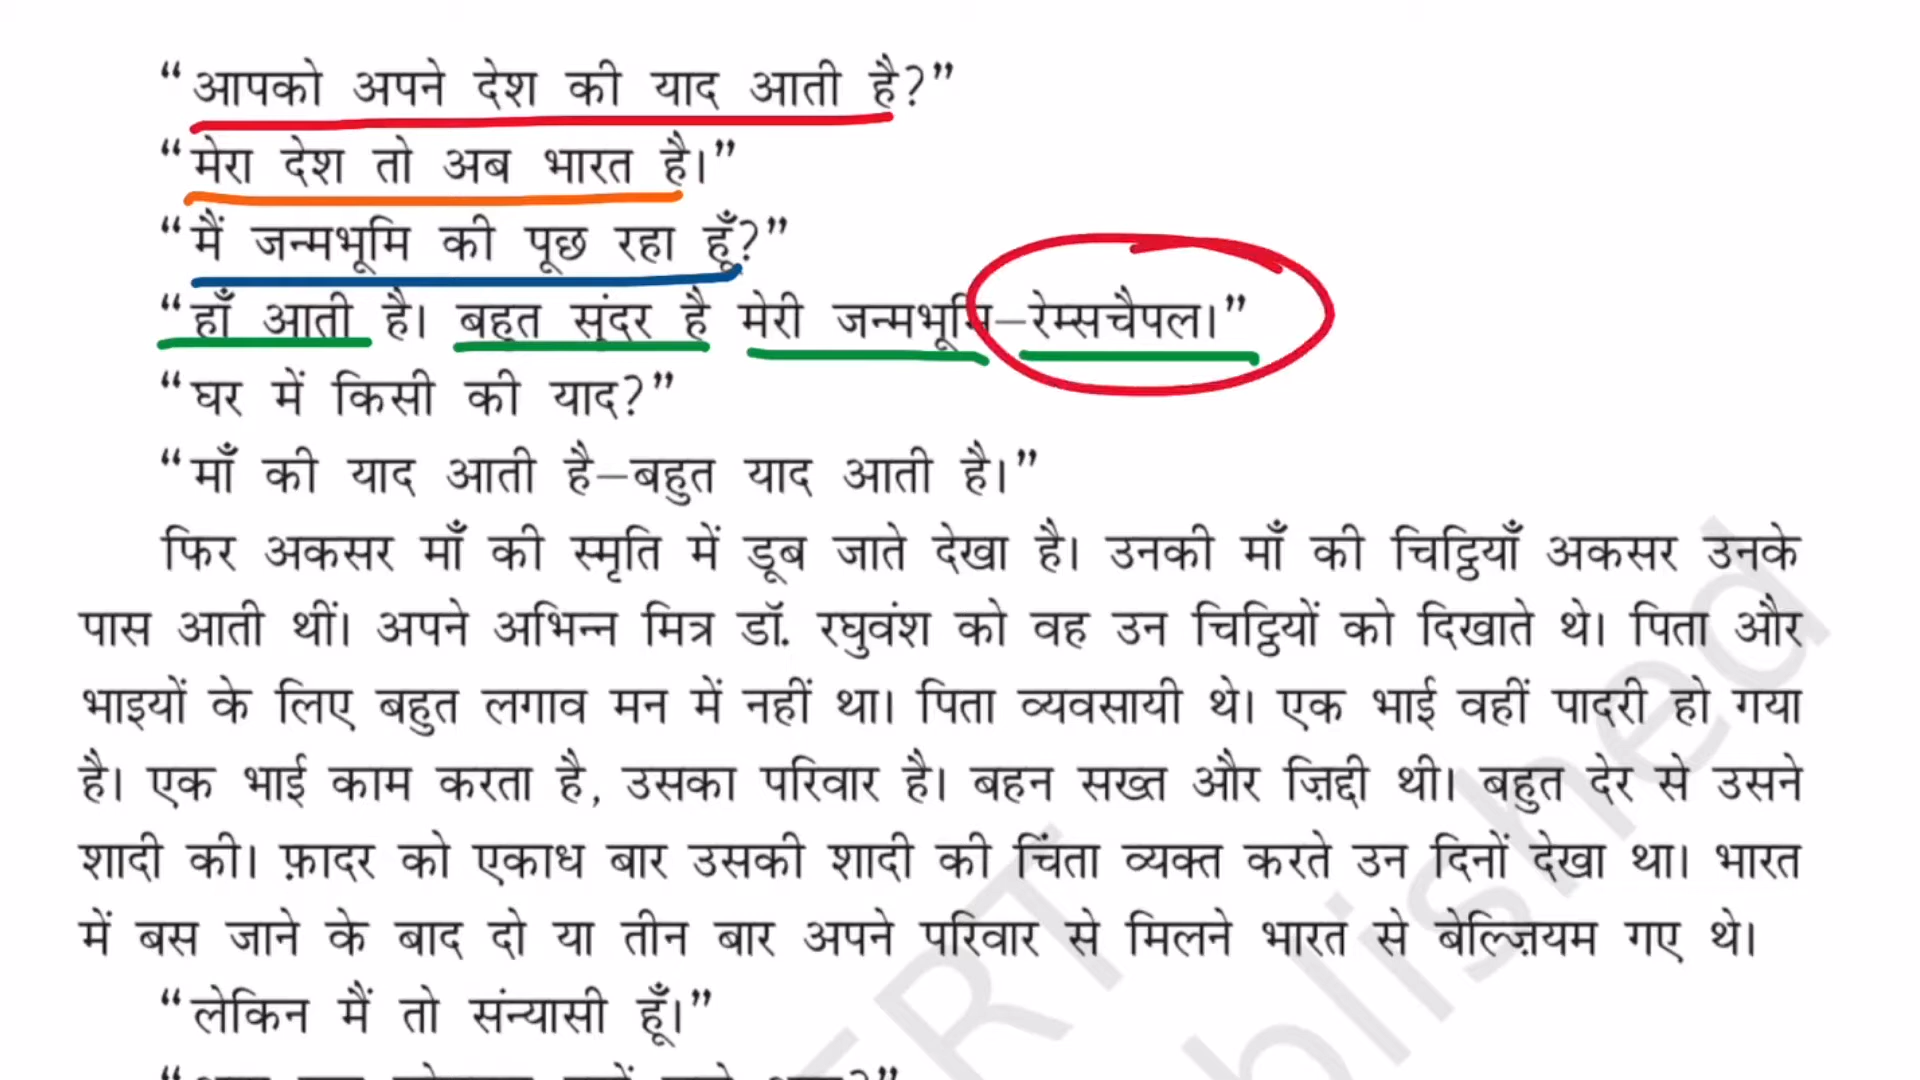 “आपको अपने देश की याद आती है?”
“मेरा देश तो अब भारत है।”
“मैं जन्मभूमि की पूछ रहा हूँ?”
“हाँ आती है। बहुत सुंदर है मेरी जन्मभूमि–रेम्सचैपल।”
“घर में किसी की याद?”
“माँ की याद आती है–बहुत याद आती है।”
फिर अकसर माँ की स्मृति में डूब जाते देखा है। उनकी माँ की चिट्ठियाँ अकसर उनके
पास आती थीं। अपने अभिन्न मित्र डॉ. रघुवंश को वह उन चिट्ठियों को दिखाते थे। पिता और
भाइयों के लिए बहुत लगाव मन में नहीं था। पिता व्यवसायी थे। एक भाई वहीं पादरी हो गया
है। एक भाई काम करता है, उसका परिवार है। बहन सख्त और ज़िद्दी थी। बहुत देर से उसने
शादी की। फ़ादर को एकाध बार उसकी शादी की चिंता व्यक्त करते उन दिनों देखा था। भारत
में बस जाने के बाद दो या तीन बार अपने परिवार से मिलने भारत से बेल्ज़ियम गए थे।
“लेकिन मैं तो संन्यासी हूँ।”